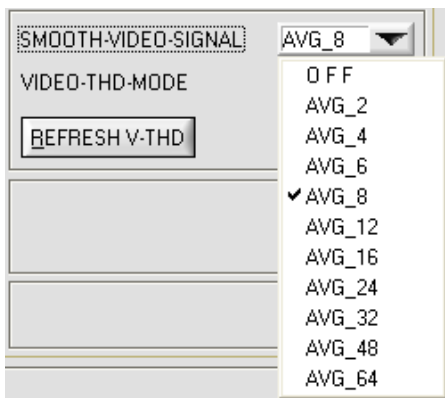 SMOOTH-VIDEO-SIGNAL AVG_8
VIDEO-THD-MODE
REFRESH V-THD
OFF
AVG_2
AVG_4
AVG_6
AVG_8
AVG_12
AVG_16
AVG_24
AVG_32
AVG_48
AVG_64